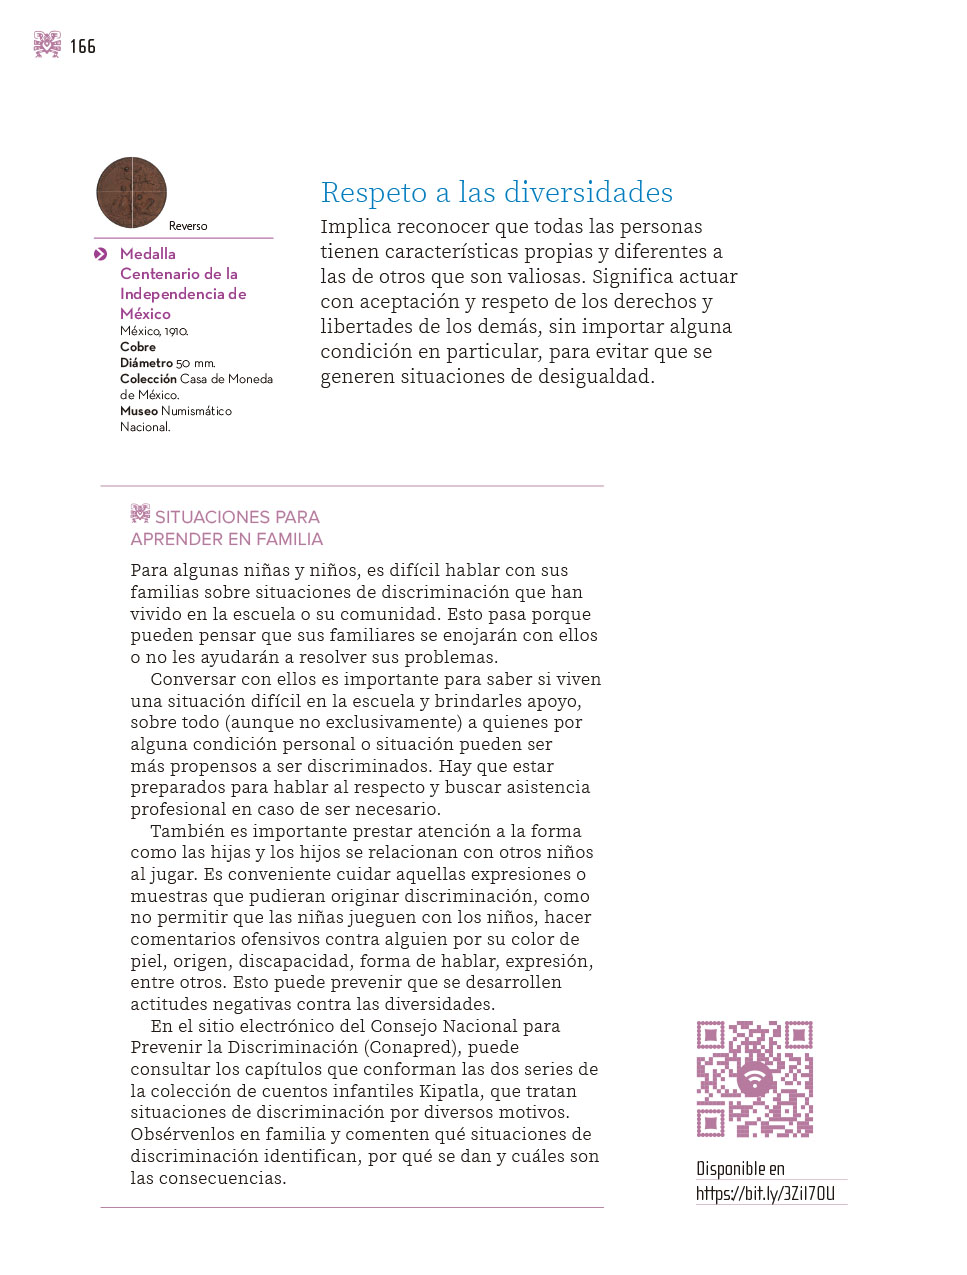 166
Reverso
Medalla
Centenario de la
Independencia de
México
México, 1910.
Cobre
Diámetro 50 mm.
Colección Casa de Moneda
de México.
Museo Numismático
Nacional.
Respeto a las diversidades
Implica reconocer que todas las personas
tienen características propias y diferentes a
las de otros que son valiosas. Significa actuar
con aceptación y respeto de los derechos y
libertades de los demás, sin importar alguna
condición en particular, para evitar que se
generen situaciones de desigualdad.
SITUACIONES PARA
APRENDER EN FAMILIA
Para algunas niñas y niños, es difícil hablar con sus
familias sobre situaciones de discriminación que han
vivido en la escuela o su comunidad. Esto pasa porque
pueden pensar que sus familiares se enojarán con ellos
o no les ayudarán a resolver sus problemas.
Conversar con ellos es importante para saber si viven
una situación difícil en la escuela y brindarles apoyo,
sobre todo (aunque no exclusivamente) a quienes por
alguna condición personal o situación pueden ser
más propensos a ser discriminados. Hay que estar
preparados para hablar al respecto y buscar asistencia
profesional en caso de ser necesario.
También es importante prestar atención a la forma
como las hijas y los hijos se relacionan con otros niños
al jugar. Es conveniente cuidar aquellas expresiones o
muestras que pudieran originar discriminación, como
no permitir que las niñas jueguen con los niños, hacer
comentarios ofensivos contra alguien por su color de
piel, origen, discapacidad, forma de hablar, expresión,
entre otros. Esto puede prevenir que se desarrollen
actitudes negativas contra las diversidades.
En el sitio electrónico del Consejo Nacional para
Prevenir la Discriminación (Conapred), puede
consultar los capítulos que conforman las dos series de
la colección de cuentos infantiles Kipatla, que tratan
situaciones de discriminación por diversos motivos.
Obsérvenlos en familia y comenten qué situaciones de
discriminación identifican, por qué se dan y cuáles son
las consecuencias.
Disponible en
https://bit.ly/3Zil70U